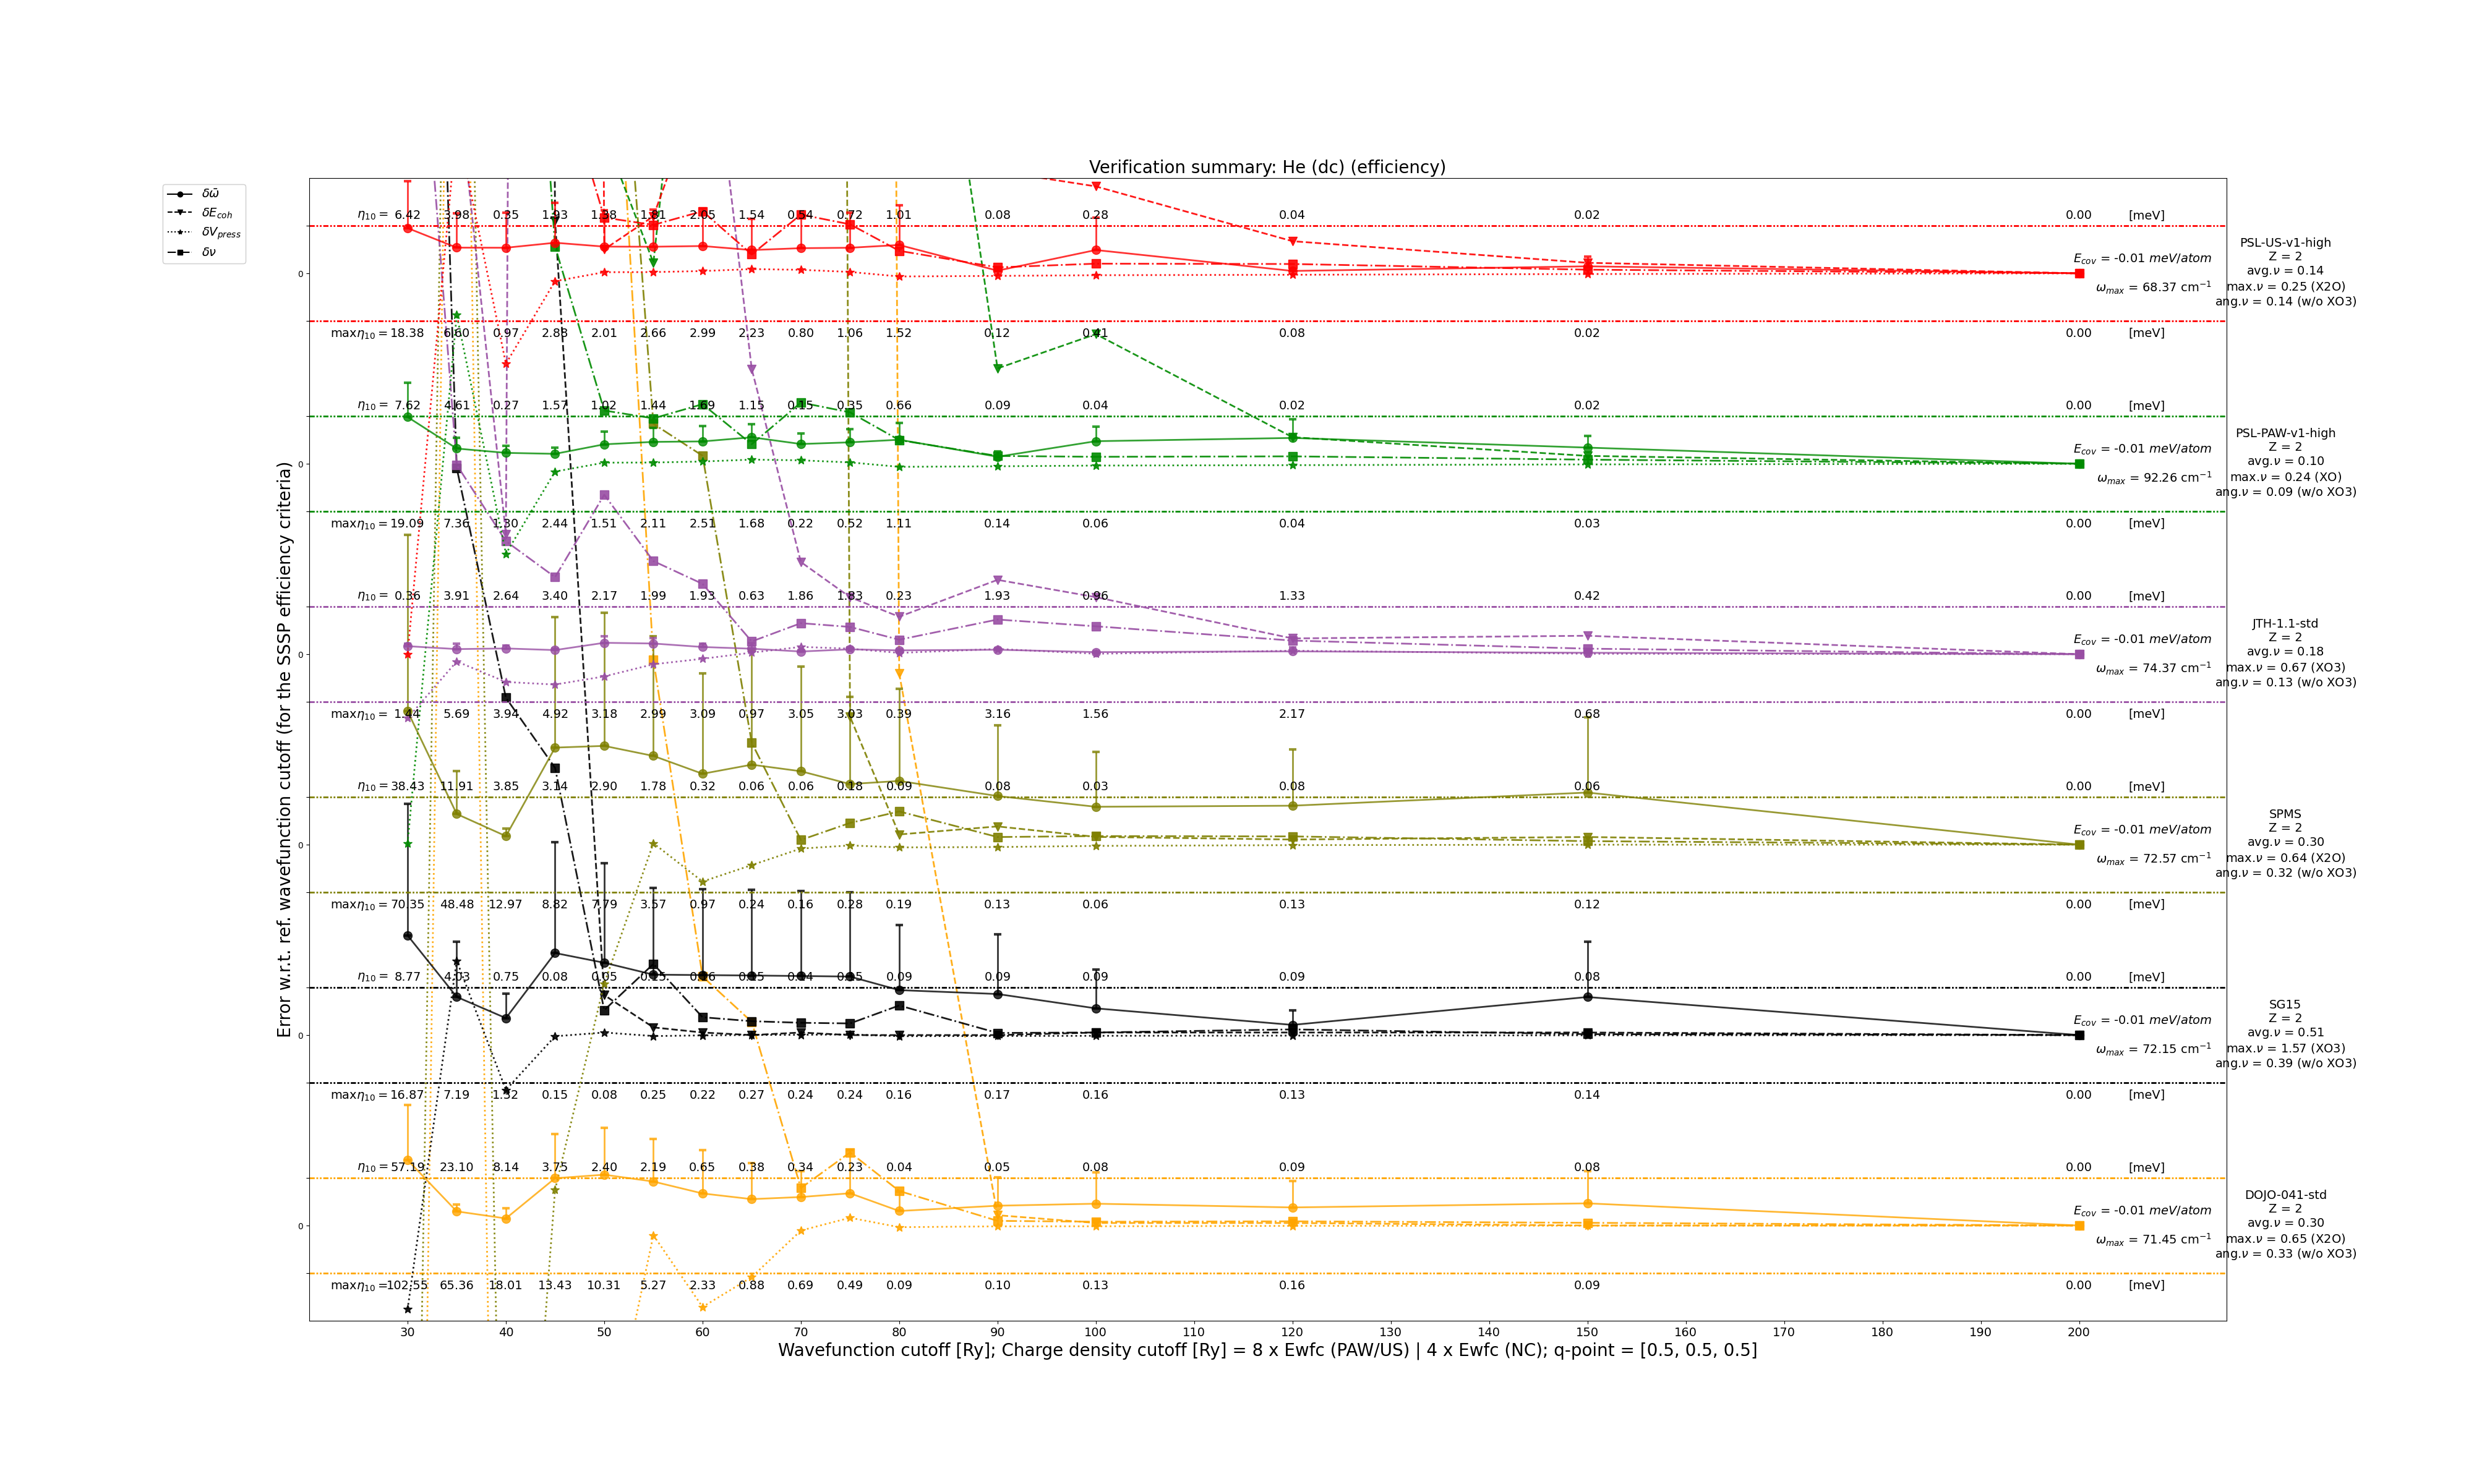 Verification summary: He (dc) (efficiency)
δω̄
δE_coh
δV_press
δν
Error w.r.t. ref. wavefunction cutoff (for the SSSP efficiency criteria)
η₁₀ = 6.42 3.98 0.35 1.93 1.38 1.81 2.05 1.54 0.54 0.72 1.01 0.08 0.28 0.04 0.02 0.00 [meV]
0
E_cov = -0.01 meV/atom
ω_max = 68.37 cm⁻¹
PSL-US-v1-high
Z = 2
avg.ν = 0.14
max.ν = 0.25 (X2O)
ang.ν = 0.14 (w/o XO3)
maxη₁₀ = 18.38 6.60 0.97 2.88 2.01 2.66 2.99 2.23 0.80 1.06 1.52 0.12 0.41 0.08 0.02 0.00 [meV]
η₁₀ = 7.62 4.61 0.27 1.57 1.02 1.44 1.69 1.15 0.15 0.35 0.66 0.09 0.04 0.02 0.02 0.00 [meV]
0
E_cov = -0.01 meV/atom
ω_max = 92.26 cm⁻¹
PSL-PAW-v1-high
Z = 2
avg.ν = 0.10
max.ν = 0.24 (XO)
ang.ν = 0.09 (w/o XO3)
maxη₁₀ = 19.09 7.36 1.30 2.44 1.51 2.11 2.51 1.68 0.22 0.52 1.11 0.14 0.06 0.04 0.03 0.00 [meV]
η₁₀ = 0.36 3.91 2.64 3.40 2.17 1.99 1.93 0.63 1.86 1.83 0.23 1.93 0.96 1.33 0.42 0.00 [meV]
0
E_cov = -0.01 meV/atom
ω_max = 74.37 cm⁻¹
JTH-1.1-std
Z = 2
avg.ν = 0.18
max.ν = 0.67 (XO3)
ang.ν = 0.13 (w/o XO3)
maxη₁₀ = 1.44 5.69 3.94 4.92 3.18 2.99 3.09 0.97 3.05 3.03 0.39 3.16 1.56 2.17 0.68 0.00 [meV]
η₁₀ = 38.43 11.91 3.85 3.14 2.90 1.78 0.32 0.06 0.06 0.18 0.09 0.08 0.03 0.08 0.06 0.00 [meV]
0
E_cov = -0.01 meV/atom
ω_max = 72.57 cm⁻¹
SPMS
Z = 2
avg.ν = 0.30
max.ν = 0.64 (X2O)
ang.ν = 0.32 (w/o XO3)
maxη₁₀ = 70.35 48.48 12.97 8.82 7.79 3.57 0.97 0.24 0.16 0.28 0.19 0.13 0.06 0.13 0.12 0.00 [meV]
η₁₀ = 8.77 0.75 0.08 0.05 0.09 0.09 0.09 0.09 0.08 0.00 [meV]
0
E_cov = -0.01 meV/atom
ω_max = 72.15 cm⁻¹
SG15
Z = 2
avg.ν = 0.51
max.ν = 1.57 (XO3)
ang.ν = 0.39 (w/o XO3)
maxη₁₀ = 16.87 7.19 1.32 0.15 0.08 0.25 0.22 0.27 0.24 0.24 0.16 0.17 0.16 0.13 0.14 0.00 [meV]
η₁₀ = 57.19 23.10 8.14 3.75 2.40 2.19 0.65 0.38 0.34 0.23 0.04 0.05 0.08 0.09 0.08 0.00 [meV]
0
E_cov = -0.01 meV/atom
ω_max = 71.45 cm⁻¹
DOJO-041-std
Z = 2
avg.ν = 0.30
max.ν = 0.65 (X2O)
ang.ν = 0.33 (w/o XO3)
maxη₁₀ = 102.55 65.36 18.01 13.43 10.31 5.27 2.33 0.88 0.69 0.49 0.09 0.10 0.13 0.16 0.09 0.00 [meV]
30 40 50 60 70 80 90 100 110 120 130 140 150 160 170 180 190 200
Wavefunction cutoff [Ry]; Charge density cutoff [Ry] = 8 x Ewfc (PAW/US) | 4 x Ewfc (NC); q-point = [0.5, 0.5, 0.5]